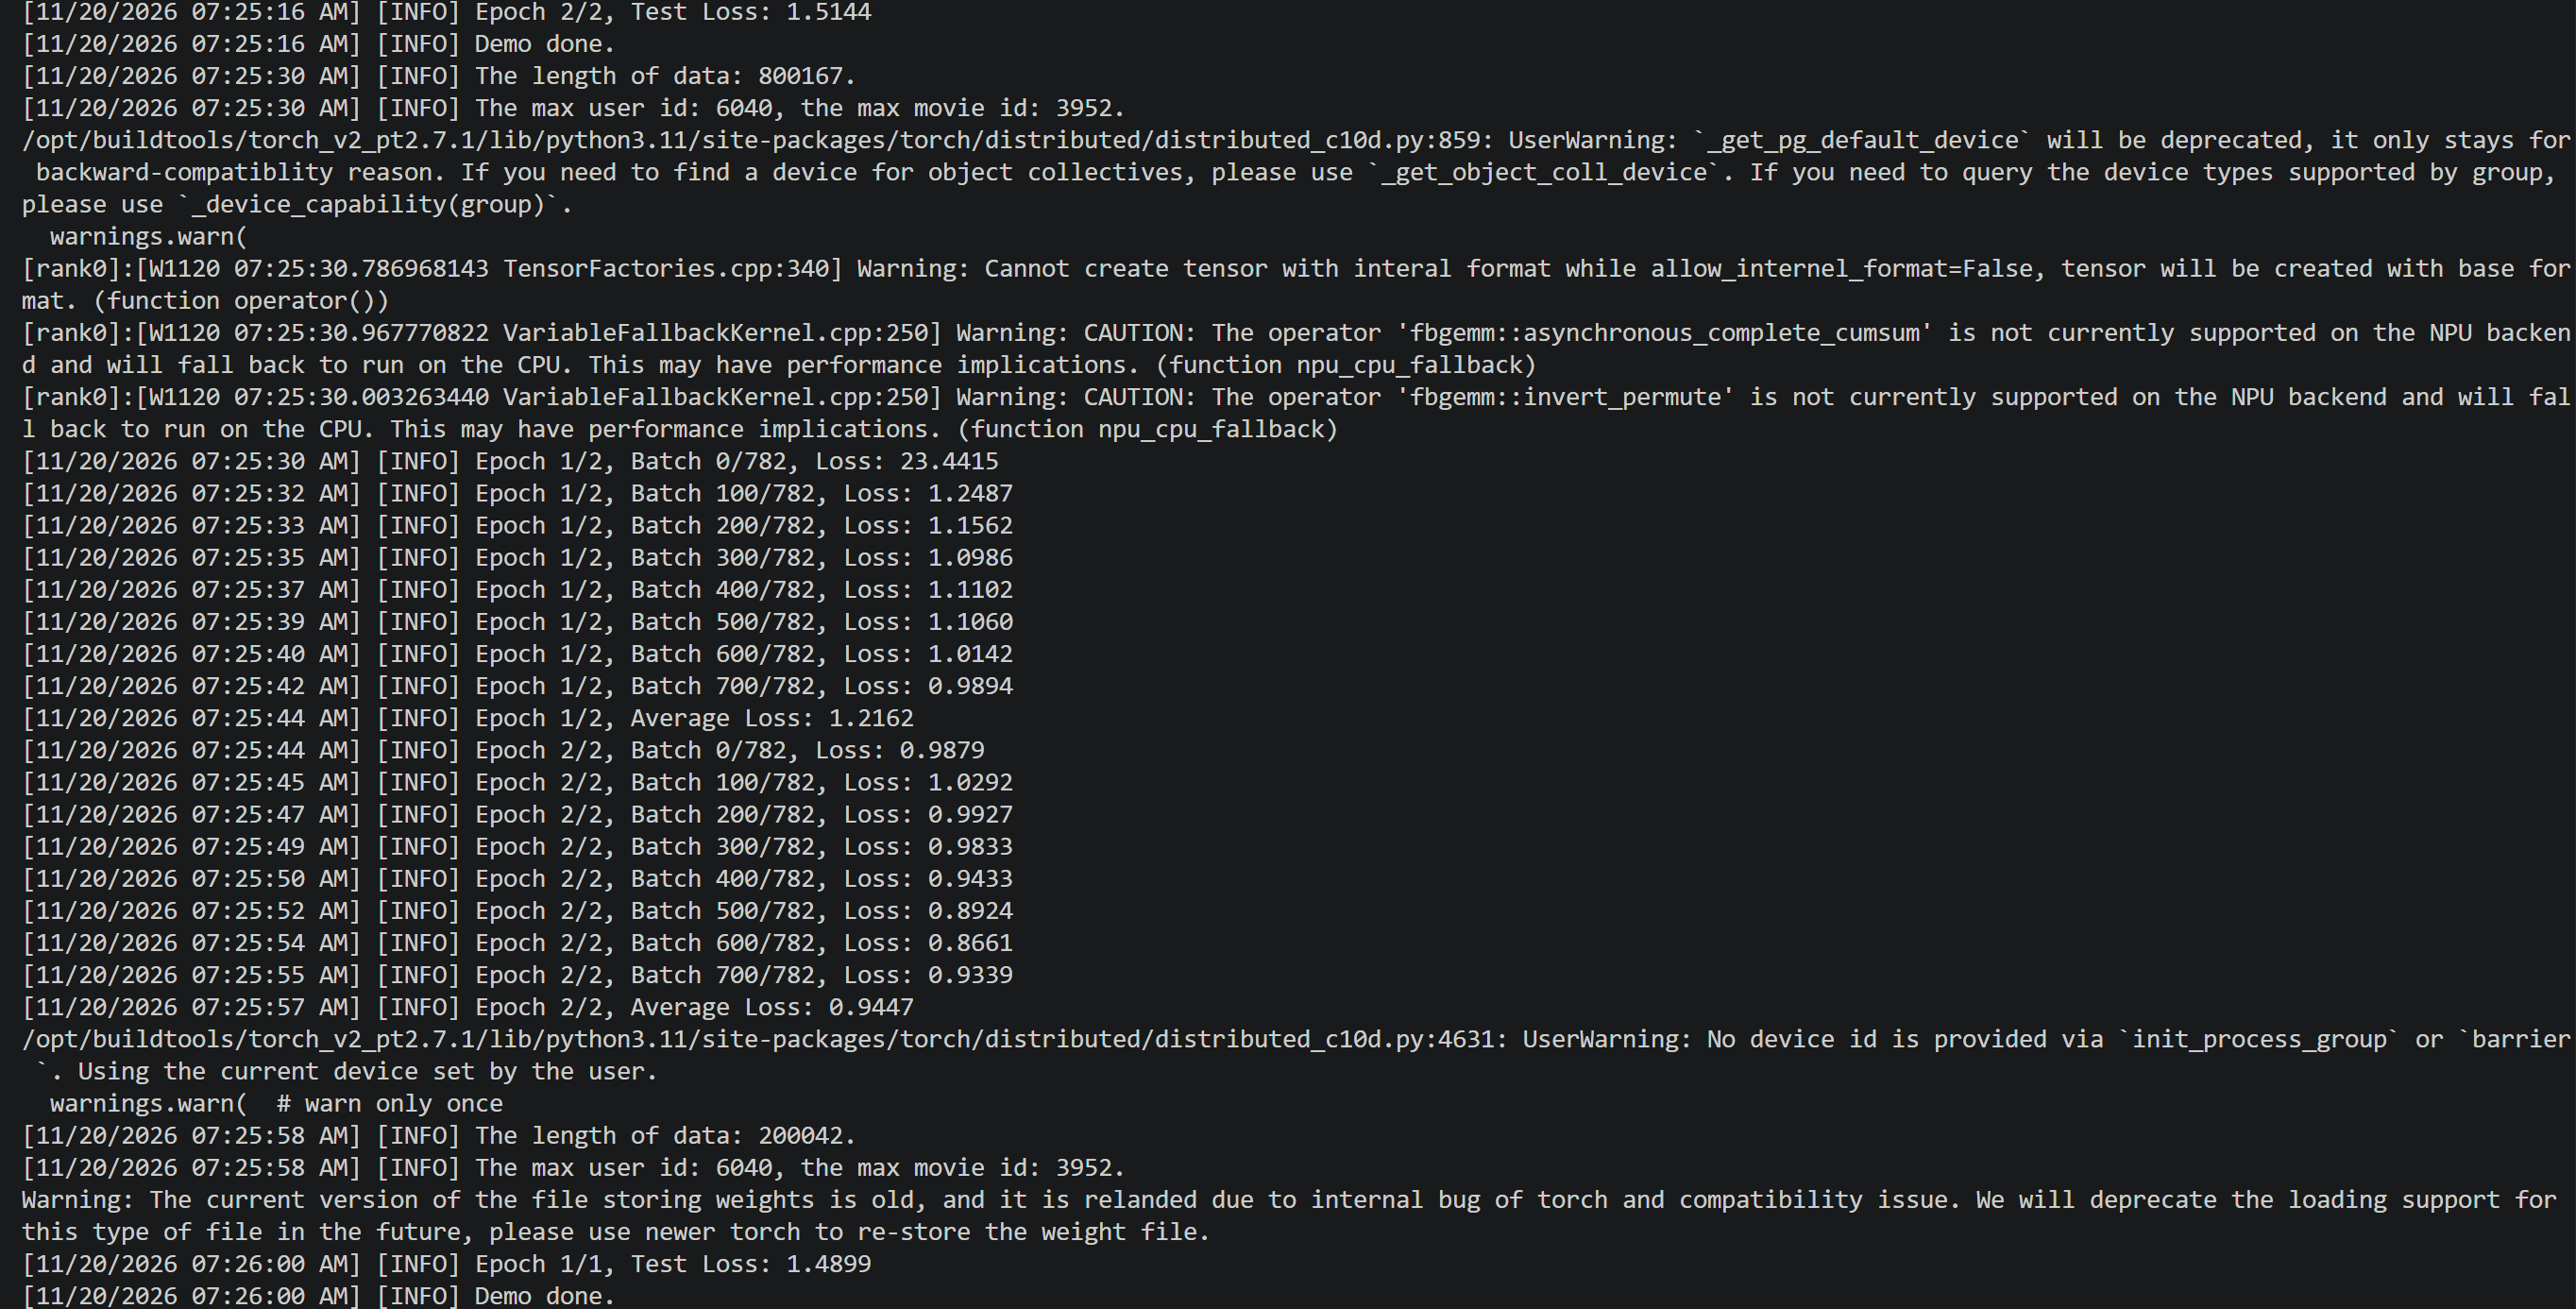 [11/20/2026 07:25:16 AM] [INFO] Epoch 2/2, Test Loss: 1.5144
[11/20/2026 07:25:16 AM] [INFO] Demo done.
[11/20/2026 07:25:30 AM] [INFO] The length of data: 800167.
[11/20/2026 07:25:30 AM] [INFO] The max user id: 6040, the max movie id: 3952.
/opt/buildtools/torch_v2_pt2.7.1/lib/python3.11/site-packages/torch/distributed/distributed_c10d.py:859: UserWarning: `_get_pg_default_device` will be deprecated, it only stays for
 backward-compatiblity reason. If you need to find a device for object collectives, please use `_get_object_coll_device`. If you need to query the device types supported by group,
please use `_device_capability(group)`.
  warnings.warn(
[rank0]:[W1120 07:25:30.786968143 TensorFactories.cpp:340] Warning: Cannot create tensor with interal format while allow_internel_format=False, tensor will be created with base for
mat. (function operator())
[rank0]:[W1120 07:25:30.967770822 VariableFallbackKernel.cpp:250] Warning: CAUTION: The operator 'fbgemm::asynchronous_complete_cumsum' is not currently supported on the NPU backen
d and will fall back to run on the CPU. This may have performance implications. (function npu_cpu_fallback)
[rank0]:[W1120 07:25:30.003263440 VariableFallbackKernel.cpp:250] Warning: CAUTION: The operator 'fbgemm::invert_permute' is not currently supported on the NPU backend and will fal
l back to run on the CPU. This may have performance implications. (function npu_cpu_fallback)
[11/20/2026 07:25:30 AM] [INFO] Epoch 1/2, Batch 0/782, Loss: 23.4415
[11/20/2026 07:25:32 AM] [INFO] Epoch 1/2, Batch 100/782, Loss: 1.2487
[11/20/2026 07:25:33 AM] [INFO] Epoch 1/2, Batch 200/782, Loss: 1.1562
[11/20/2026 07:25:35 AM] [INFO] Epoch 1/2, Batch 300/782, Loss: 1.0986
[11/20/2026 07:25:37 AM] [INFO] Epoch 1/2, Batch 400/782, Loss: 1.1102
[11/20/2026 07:25:39 AM] [INFO] Epoch 1/2, Batch 500/782, Loss: 1.1060
[11/20/2026 07:25:40 AM] [INFO] Epoch 1/2, Batch 600/782, Loss: 1.0142
[11/20/2026 07:25:42 AM] [INFO] Epoch 1/2, Batch 700/782, Loss: 0.9894
[11/20/2026 07:25:44 AM] [INFO] Epoch 1/2, Average Loss: 1.2162
[11/20/2026 07:25:44 AM] [INFO] Epoch 2/2, Batch 0/782, Loss: 0.9879
[11/20/2026 07:25:45 AM] [INFO] Epoch 2/2, Batch 100/782, Loss: 1.0292
[11/20/2026 07:25:47 AM] [INFO] Epoch 2/2, Batch 200/782, Loss: 0.9927
[11/20/2026 07:25:49 AM] [INFO] Epoch 2/2, Batch 300/782, Loss: 0.9833
[11/20/2026 07:25:50 AM] [INFO] Epoch 2/2, Batch 400/782, Loss: 0.9433
[11/20/2026 07:25:52 AM] [INFO] Epoch 2/2, Batch 500/782, Loss: 0.8924
[11/20/2026 07:25:54 AM] [INFO] Epoch 2/2, Batch 600/782, Loss: 0.8661
[11/20/2026 07:25:55 AM] [INFO] Epoch 2/2, Batch 700/782, Loss: 0.9339
[11/20/2026 07:25:57 AM] [INFO] Epoch 2/2, Average Loss: 0.9447
/opt/buildtools/torch_v2_pt2.7.1/lib/python3.11/site-packages/torch/distributed/distributed_c10d.py:4631: UserWarning: No device id is provided via `init_process_group` or `barrier
 `. Using the current device set by the user.
  warnings.warn(  # warn only once
[11/20/2026 07:25:58 AM] [INFO] The length of data: 200042.
[11/20/2026 07:25:58 AM] [INFO] The max user id: 6040, the max movie id: 3952.
Warning: The current version of the file storing weights is old, and it is relanded due to internal bug of torch and compatibility issue. We will deprecate the loading support for
this type of file in the future, please use newer torch to re-store the weight file.
[11/20/2026 07:26:00 AM] [INFO] Epoch 1/1, Test Loss: 1.4899
[11/20/2026 07:26:00 AM] [INFO] Demo done.